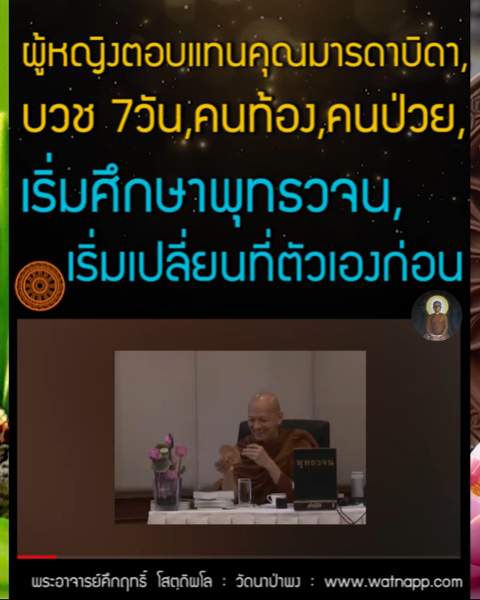 ผู้หญิงตอบแทนคุณมารดาบิดา,
บวช 7วัน,คนท้อง,คนป่วย,
เริ่มศึกษาพุทธวจน,
เริ่มเปลี่ยนที่ตัวเองก่อน
พุทธวจน
พระอาจารย์คึกฤทธิ์ โสตฺถิผโล : วัดนาป่าพง : www.watnapp.com